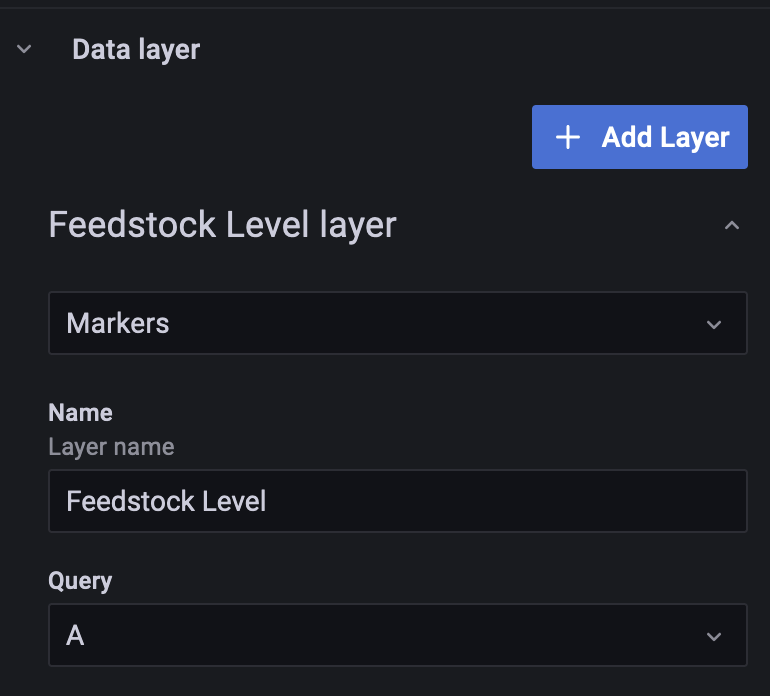 Data layer
+ Add Layer
Feedstock Level layer
Markers
Name
Layer name
Feedstock Level
Query
A